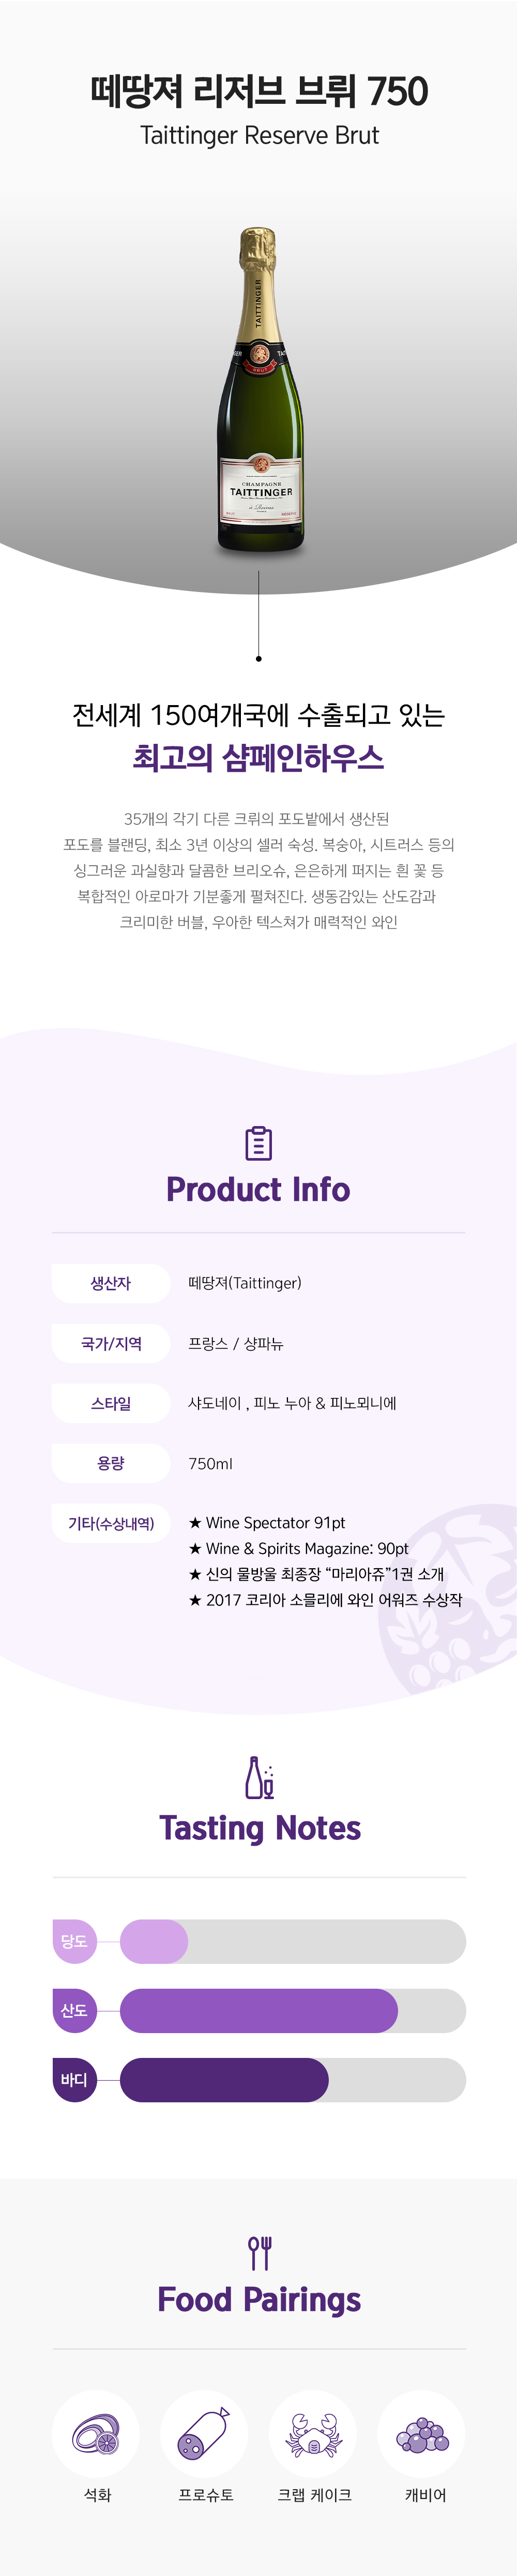 떼땅져 리저브 브뤼 750
Taittinger Reserve Brut
TAITTINGER
BRUT
CHAMPAGNE
TAITTINGER
à Reims
전세계 150여개국에 수출되고 있는
최고의 샴페인하우스
35개의 각기 다른 크뤼의 포도밭에서 생산된
포도를 블랜딩, 최소 3년 이상의 셀러 숙성. 복숭아, 시트러스 등의
싱그러운 과실향과 달콤한 브리오슈, 은은하게 퍼지는 흰 꽃 등
복합적인 아로마가 기분좋게 펼쳐진다. 생동감있는 산도감과
크리미한 버블, 우아한 텍스쳐가 매력적인 와인
Product Info
생산자 떼땅져(Taittinger)
국가/지역 프랑스 / 샹파뉴
스타일 샤도네이 , 피노 누아 & 피노뫼니에
용량 750ml
기타(수상내역) ★ Wine Spectator 91pt
★ Wine & Spirits Magazine: 90pt
★ 신의 물방울 최종장 “마리아쥬”1권 소개
★ 2017 코리아 소믈리에 와인 어워즈 수상작
Tasting Notes
당도
산도
바디
Food Pairings
석화 프로슈토 크랩 케이크 캐비어